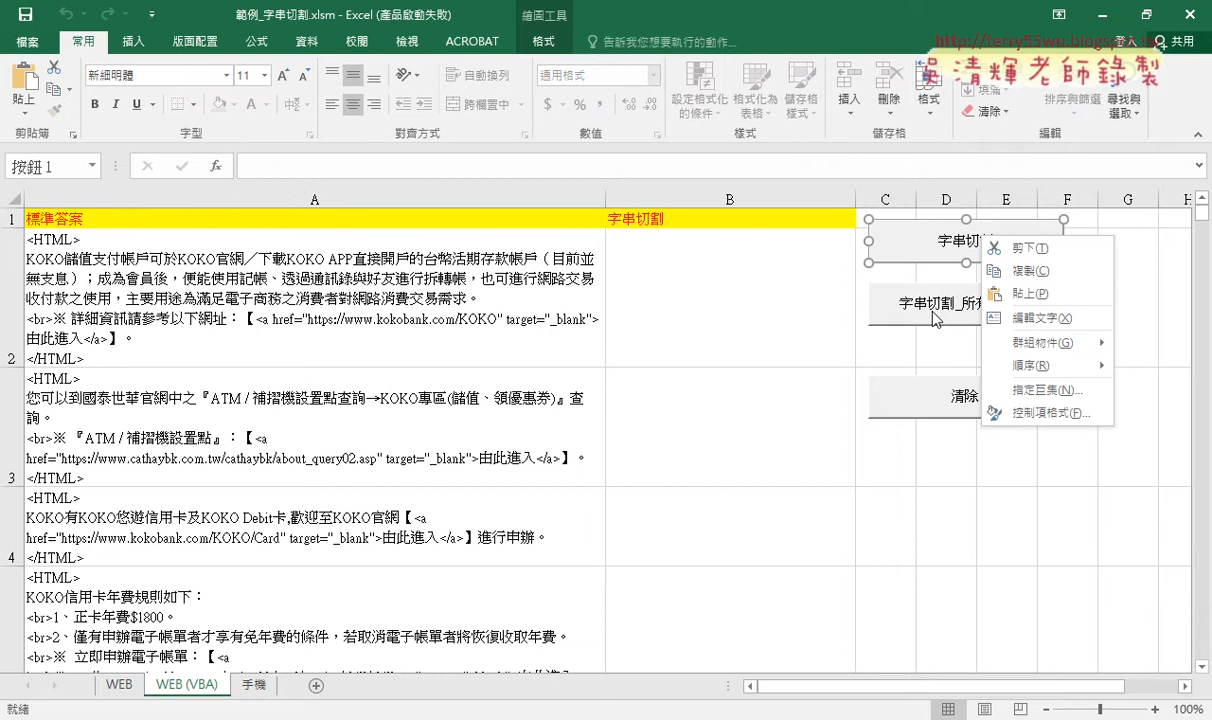 範例_字串切割.xlsm - Excel (產品啟動失敗)
繪圖工具
檔案
常用
插入
版面配置
公式
資料
校閱
檢視
ACROBAT
格式
告訴我您想要執行的動作...
登入
共用
http://terry55wu.blogspot.
吳清輝老師錄製
貼上
新細明體
11
自動換列
跨欄置中
通用格式
設定格式化的條件
格式化為表格
儲存格樣式
插入
刪除
格式
填滿
清除
排序與篩選
尋找與選取
剪貼簿
字型
對齊方式
數值
樣式
儲存格
編輯
按鈕 1
A B C D E F G H
1 標準答案 字串切割
<HTML>
KOKO儲值支付帳戶可於KOKO官網／下載KOKO APP直接開戶的台幣活期存款帳戶（目前並
無支息）；成為會員後，便能使用記帳、透過通訊錄與好友進行拆轉帳，也可進行網路交易
收付款之使用，主要用途為滿足電子商務之消費者對網路消費交易需求。
<br>※ 詳細資訊請參考以下網址：【<a href="https://www.kokobank.com/KOKO" target="_blank">
由此進入</a>】。
2 </HTML>
<HTML>
您可以到國泰世華官網中之『ATM / 補摺機設置點查詢→KOKO專區(儲值、領優惠券)』查
詢。
<br>※ 『ATM / 補摺機設置點』：【<a
href="https://www.cathaybk.com.tw/cathaybk/about_query02.asp" target="_blank">由此進入</a>】。
3 </HTML>
<HTML>
KOKO有KOKO悠遊信用卡及KOKO Debit卡,歡迎至KOKO官網【<a
href="https://www.kokobank.com/KOKO/Card" target="_blank">由此進入</a>】進行申辦。
4 </HTML>
<HTML>
KOKO信用卡年費規則如下：
<br>1、正卡年費$1800。
<br>2、僅有申辦電子帳單者才享有免年費的條件，若取消電子帳單者將恢復收取年費。
<br>※ 立即申辦電子帳單：【<a
字串切
字串切割_所
清除
剪下(T)
複製(C)
貼上(P)
編輯文字(X)
群組物件(G)
順序(R)
指定巨集(N)...
控制項格式(F)...
WEB
WEB (VBA)
手機
就緒
100%